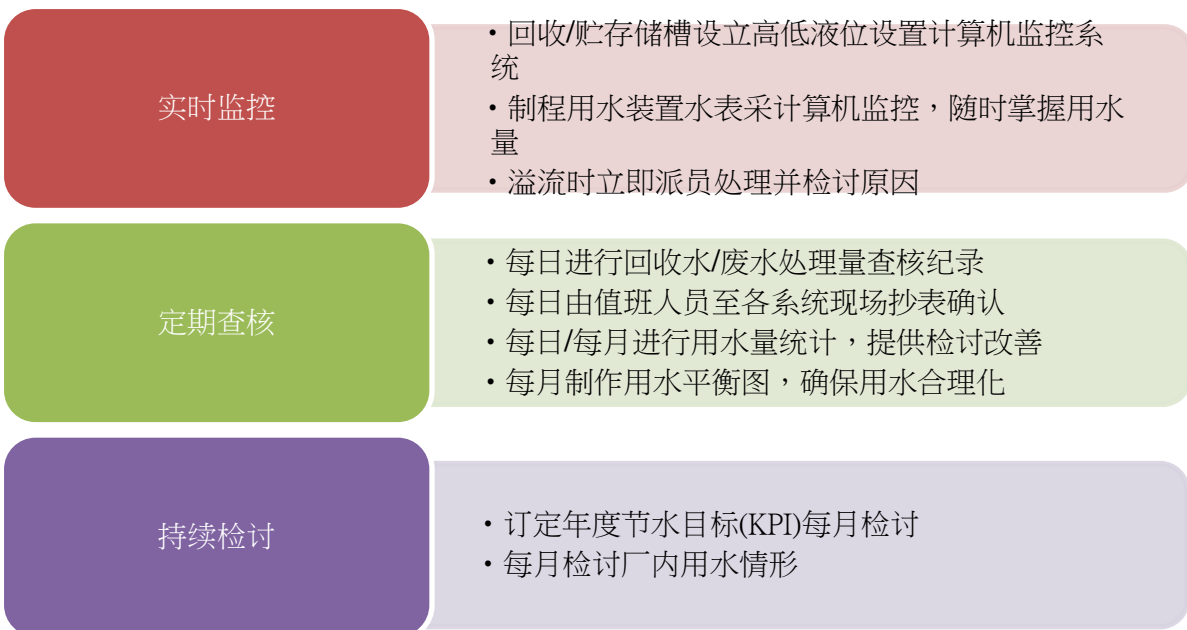 实时监控
・回收/贮存储槽设立高低液位设置计算机监控系
统
・制程用水装置水表采计算机监控，随时掌握用水
量
・溢流时立即派员处理并检讨原因
定期查核
・每日进行回收水/废水处理量查核纪录
・每日由值班人员至各系统现场抄表确认
・每日/每月进行用水量统计，提供检讨改善
・每月制作用水平衡图，确保用水合理化
持续检讨
・订定年度节水目标(KPI)每月检讨
・每月检讨厂内用水情形